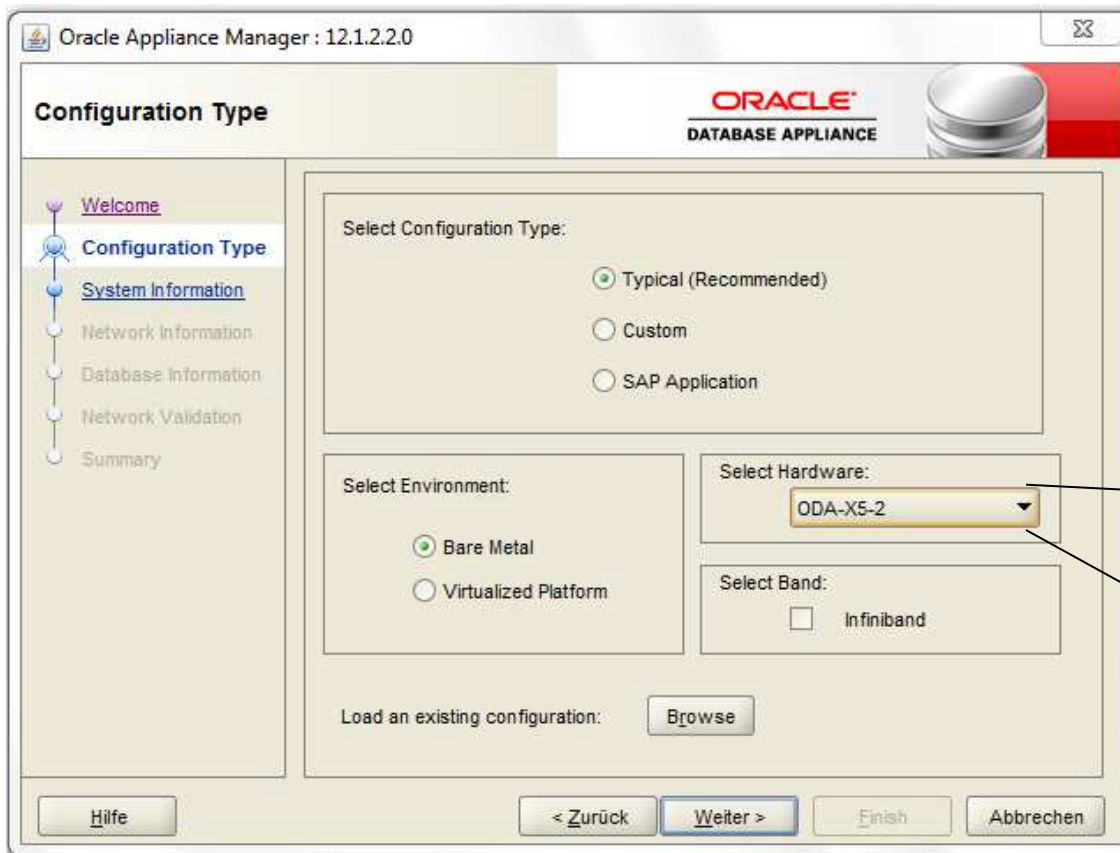 Oracle Appliance Manager : 12.1.2.2.0
Configuration Type
ORACLE
DATABASE APPLIANCE
Welcome
Configuration Type
System Information
Network Information
Database Information
Network Validation
Summary
Select Configuration Type:
Typical (Recommended)
Custom
SAP Application
Select Environment:
Bare Metal
Virtualized Platform
Select Hardware:
ODA-X5-2
Select Band:
Infiniband
Load an existing configuration:
Browse
Hilfe
< Zurück
Weiter >
Finish
Abbrechen